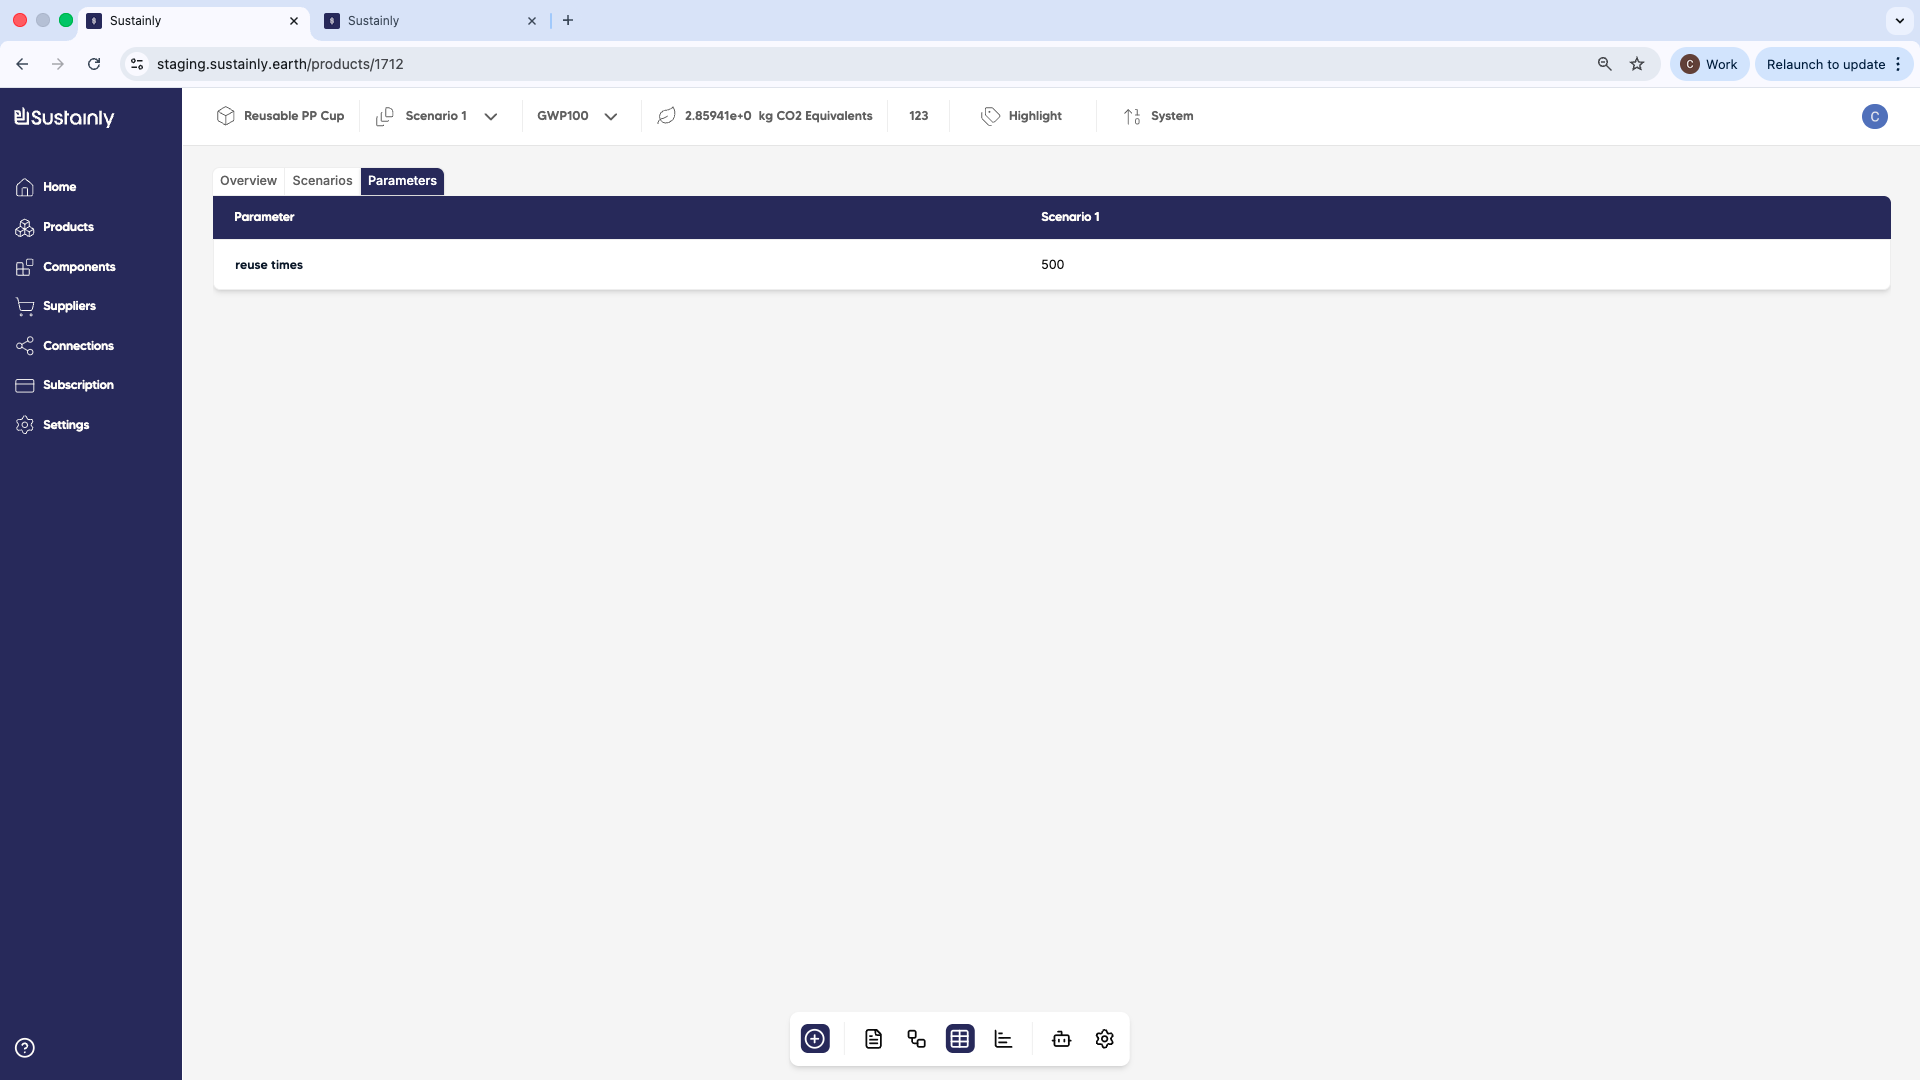 Sustainly
Sustainly
staging.sustainly.earth/products/1712
C Work
Relaunch to update
Sustainly
Reusable PP Cup
Scenario 1
GWP100
2.85941e+0 kg CO2 Equivalents
123
Highlight
System
C
Home
Products
Components
Suppliers
Connections
Subscription
Settings
Overview
Scenarios
Parameters
Parameter
Scenario 1
reuse times
500